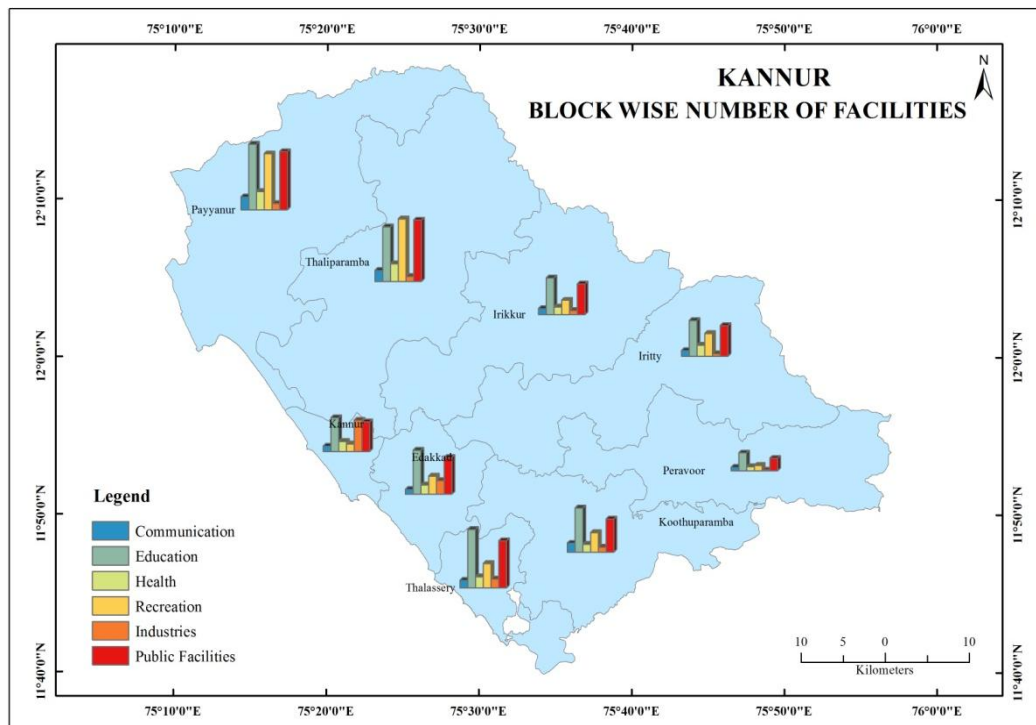 75°10'0"E 75°20'0"E 75°30'0"E 75°40'0"E 75°50'0"E 76°0'0"E
N
KANNUR
BLOCK WISE NUMBER OF FACILITIES
12°10'0"N 12°10'0"N
Payyanur
Thaliparamba
Irikkur
Iritty
12°0'0"N 12°0'0"N
Kannur
Edakkad
Peravoor
11°50'0"N 11°50'0"N
Koothuparamba
Thalassery
Legend
Communication
Education
Health
Recreation
Industries
Public Facilities
10 5 0 10
Kilometers
11°40'0"N 11°40'0"N
75°10'0"E 75°20'0"E 75°30'0"E 75°40'0"E 75°50'0"E 76°0'0"E